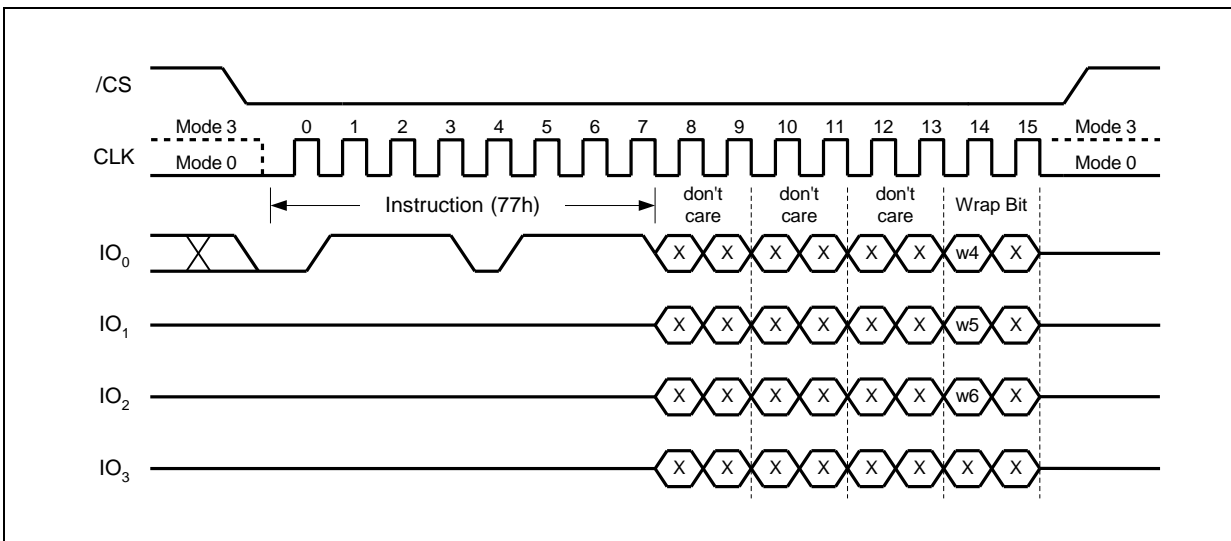 /CS
Mode 3 0 1 2 3 4 5 6 7 8 9 10 11 12 13 14 15 Mode 3
CLK
Mode 0 Mode 0
Instruction (77h) don't care don't care don't care Wrap Bit
IO0 X X X X X X w4 X
IO1 X X X X X X w5 X
IO2 X X X X X X w6 X
IO3 X X X X X X X X